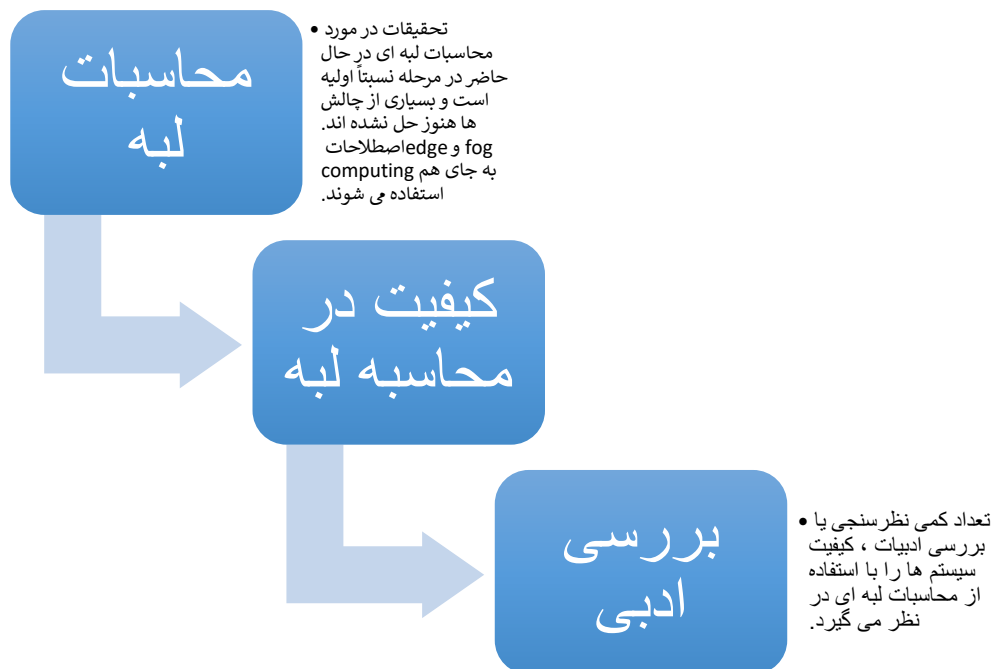 محاسبات
لبه
• تحقیقات در مورد
محاسبات لبه ای در حال
حاضر در مرحله نسبتاً اولیه
است و بسیاری از چالش
ها هنوز حل نشده اند.
اصطلاحات edge و fog
computing به جای هم
استفاده می شوند.
کیفیت در
محاسبه لبه
بررسی
ادبی
• تعداد کمی نظرسنجی یا
بررسی ادبیات ، کیفیت
سیستم ها را با استفاده
از محاسبات لبه ای در
نظر می گیرد.